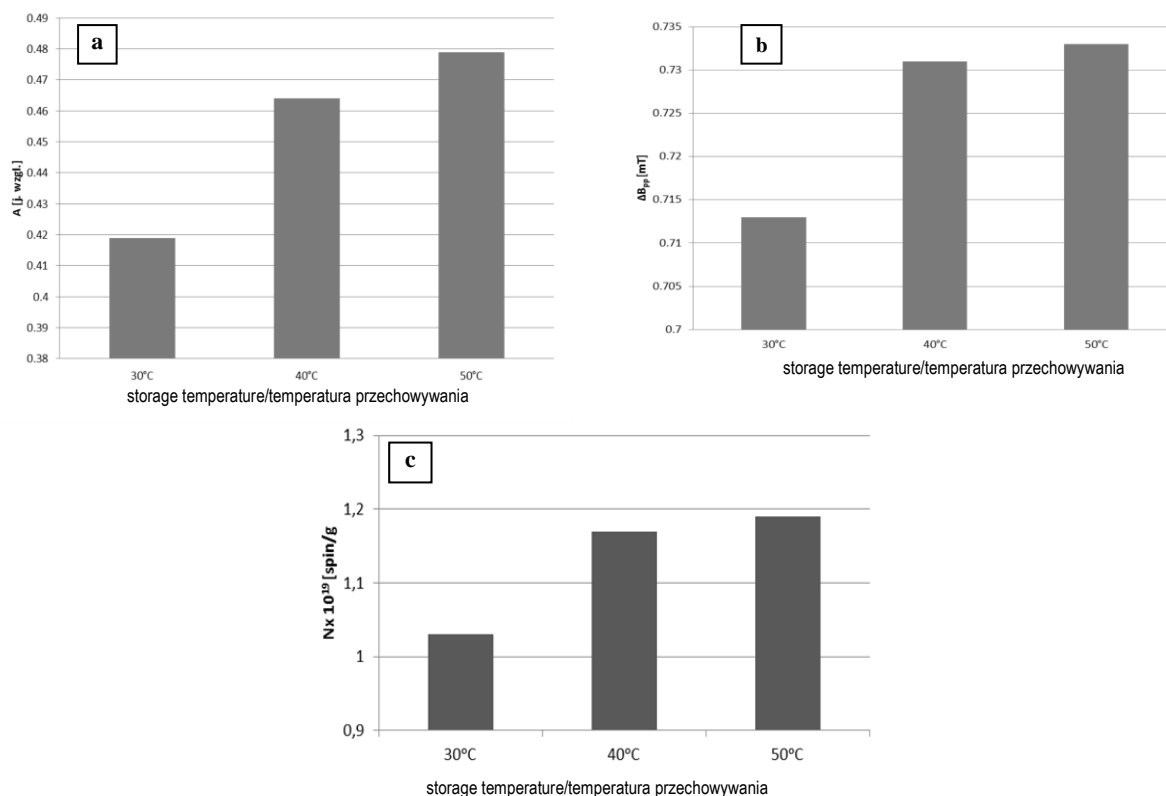 a
A [j. wzgl.]
0.49
0.48
0.47
0.46
0.45
0.44
0.43
0.42
0.41
0.4
0.39
0.38
30°C 40°C 50°C
storage temperature/temperatura przechowywania
b
ΔBpp [mT]
0.735
0.73
0.725
0.72
0.715
0.71
0.705
0.7
30°C 40°C 50°C
storage temperature/temperatura przechowywania
c
Nx 10¹⁹ [spin/g
1,3
1,2
1,1
1
0,9
30°C 40°C 50°C
storage temperature/temperatura przechowywania